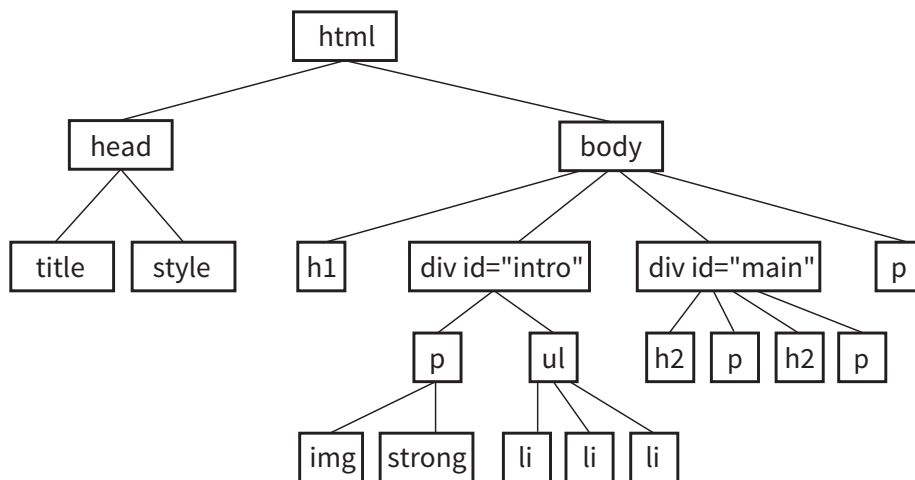 html
head
body
title
style
h1
div id="intro"
div id="main"
p
p
ul
h2
p
h2
p
img
strong
li
li
li